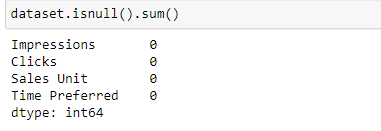 dataset.isnull().sum()
Impressions       0
Clicks            0
Sales Unit        0
Time Preferred    0
dtype: int64